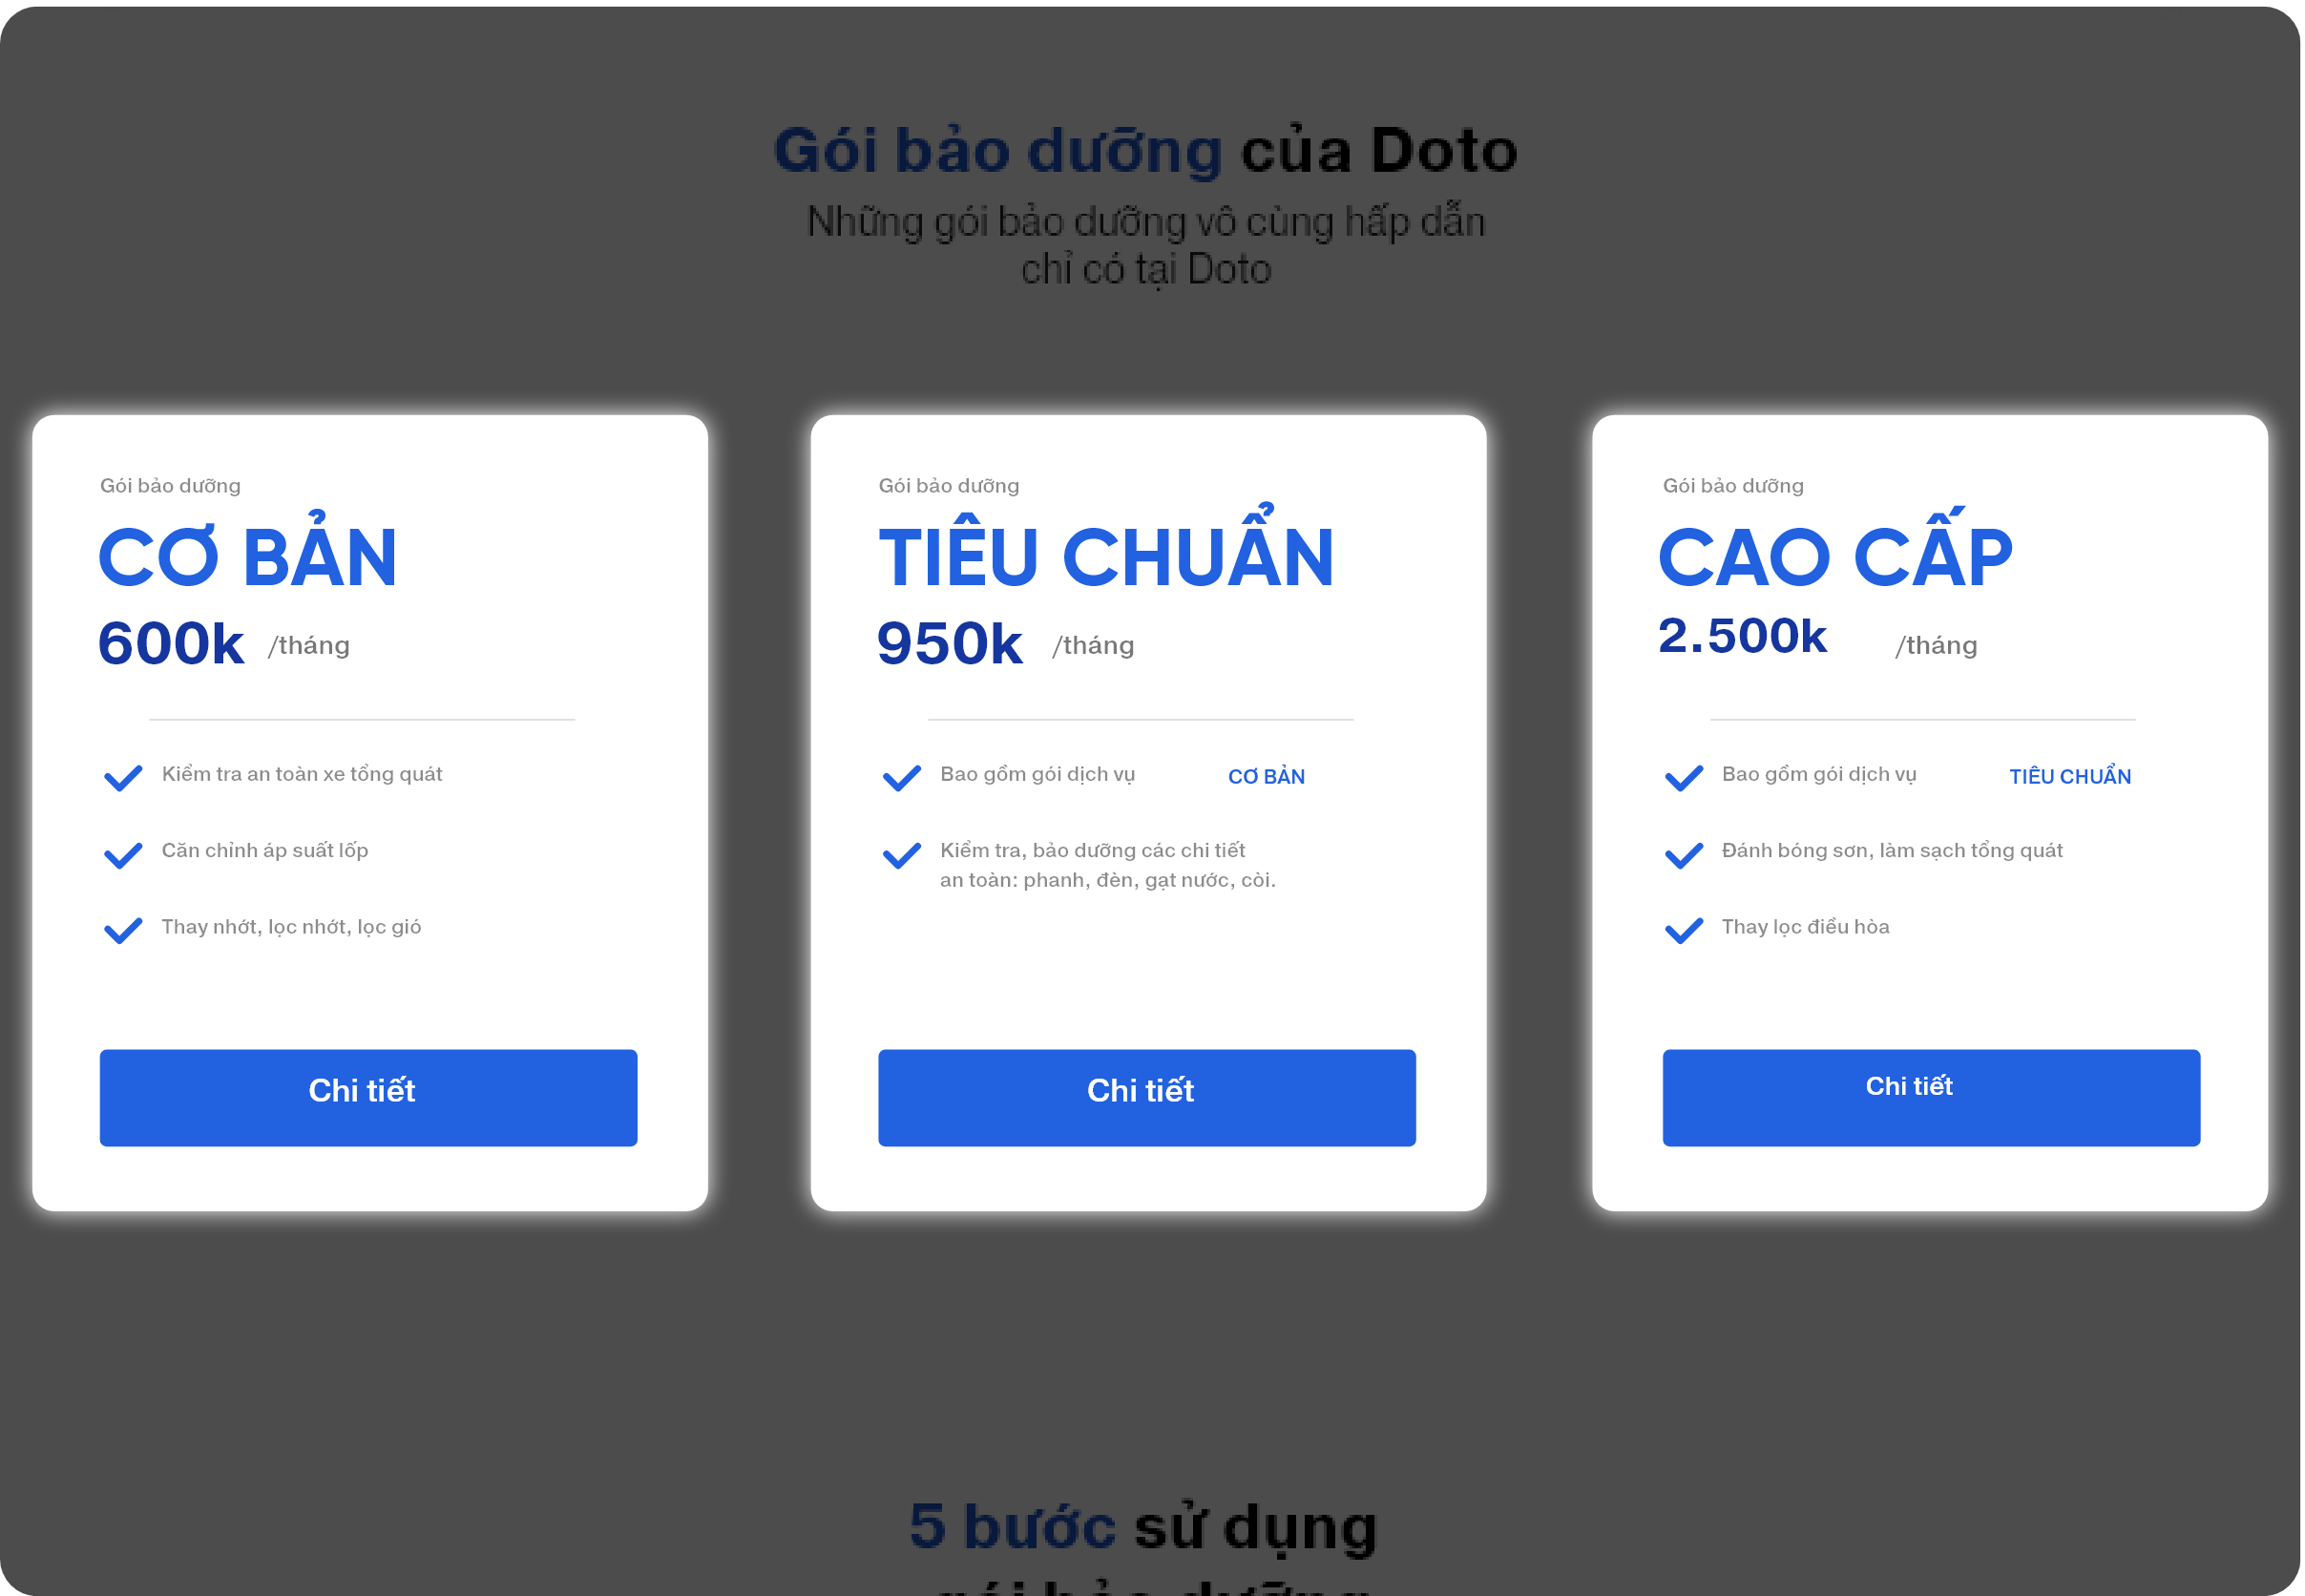 Gói bảo dưỡng của Doto
Những gói bảo dưỡng vô cùng hấp dẫn
chỉ có tại Doto
Gói bảo dưỡng
CƠ BẢN
600k /tháng
Kiểm tra an toàn xe tổng quát
Căn chỉnh áp suất lốp
Thay nhớt, lọc nhớt, lọc gió
Chi tiết
Gói bảo dưỡng
TIÊU CHUẨN
950k /tháng
Bao gồm gói dịch vụ CƠ BẢN
Kiểm tra, bảo dưỡng các chi tiết
an toàn: phanh, đèn, gạt nước, còi.
Chi tiết
Gói bảo dưỡng
CAO CẤP
2.500k /tháng
Bao gồm gói dịch vụ TIÊU CHUẨN
Đánh bóng sơn, làm sạch tổng quát
Thay lọc điều hòa
Chi tiết
5 bước sử dụng
gói bảo dưỡng